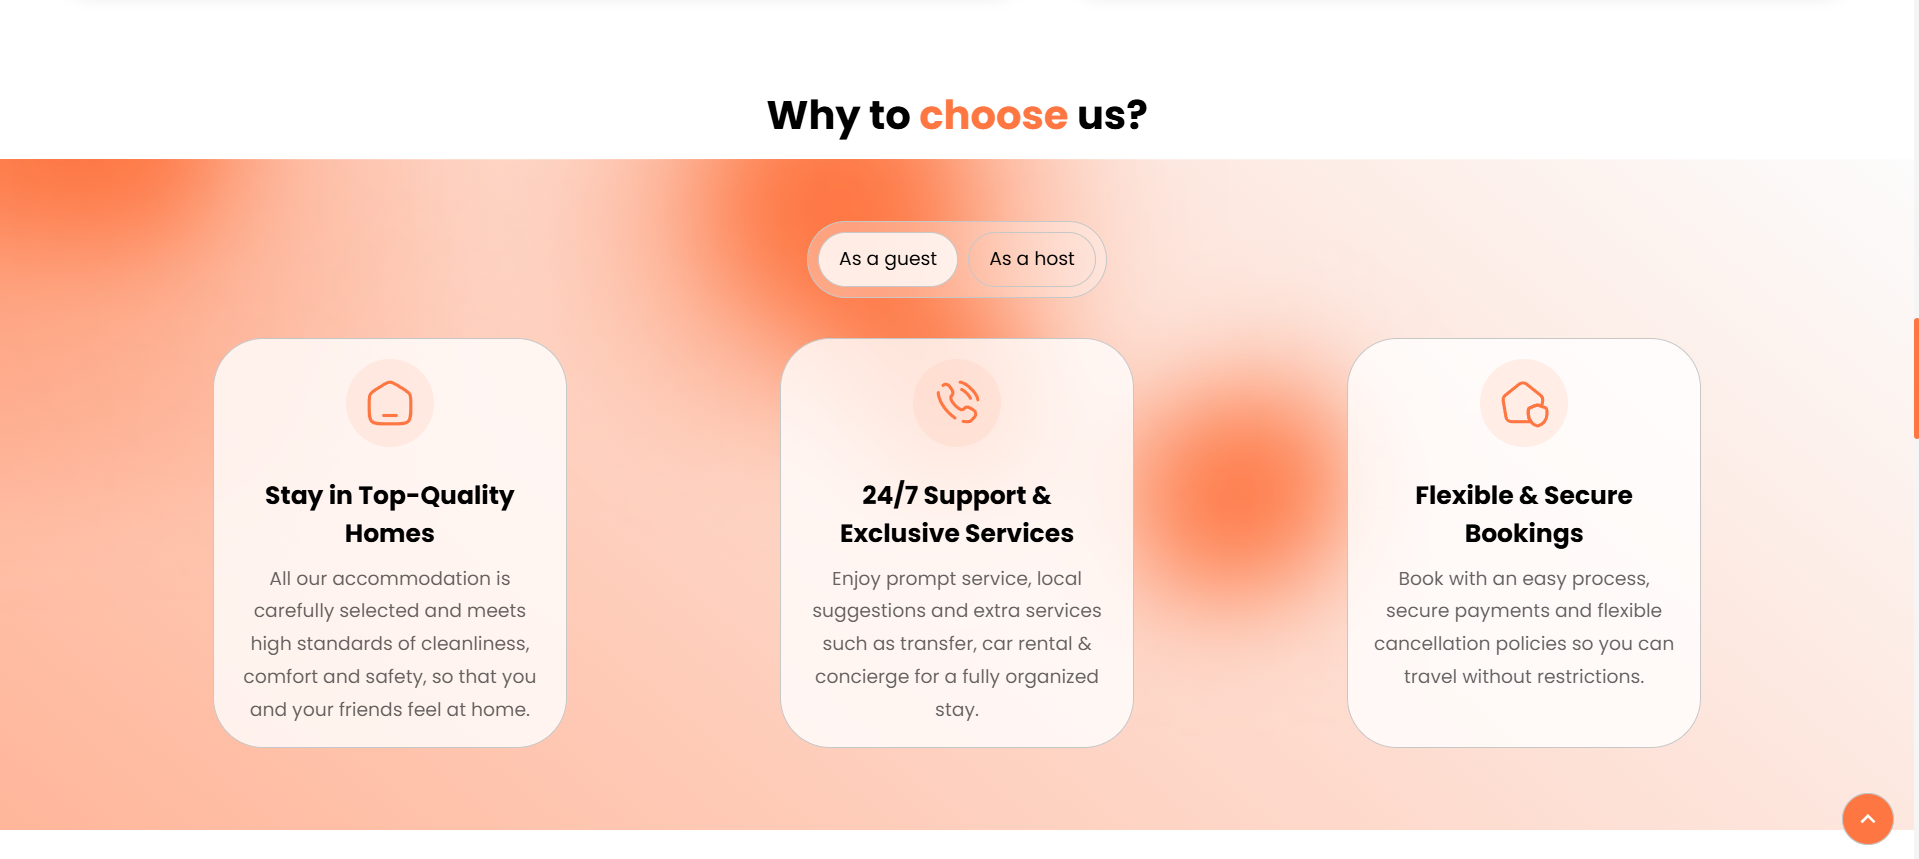 Why to choose us?
As a guest
As a host
Stay in Top-Quality
Homes
All our accommodation is
carefully selected and meets
high standards of cleanliness,
comfort and safety, so that you
and your friends feel at home.
24/7 Support &
Exclusive Services
Enjoy prompt service, local
suggestions and extra services
such as transfer, car rental &
concierge for a fully organized
stay.
Flexible & Secure
Bookings
Book with an easy process,
secure payments and flexible
cancellation policies so you can
travel without restrictions.